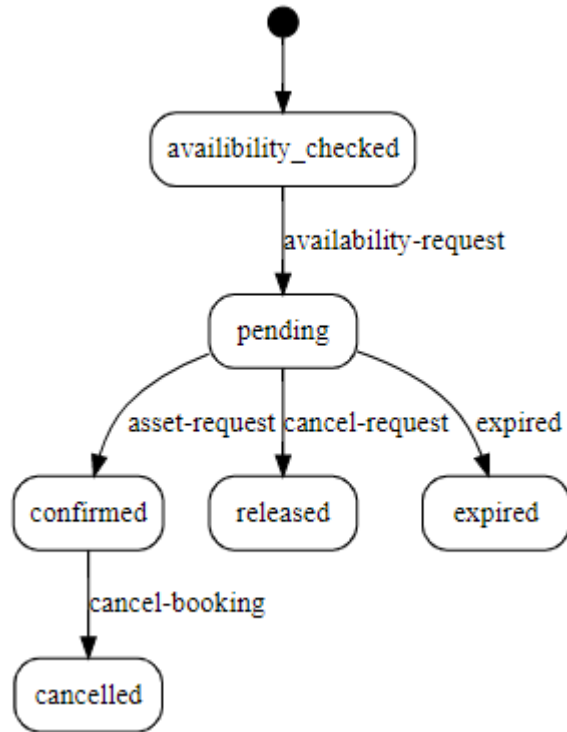 availibility_checked
availability-request
pending
asset-request
cancel-request
expired
confirmed
released
expired
cancel-booking
cancelled